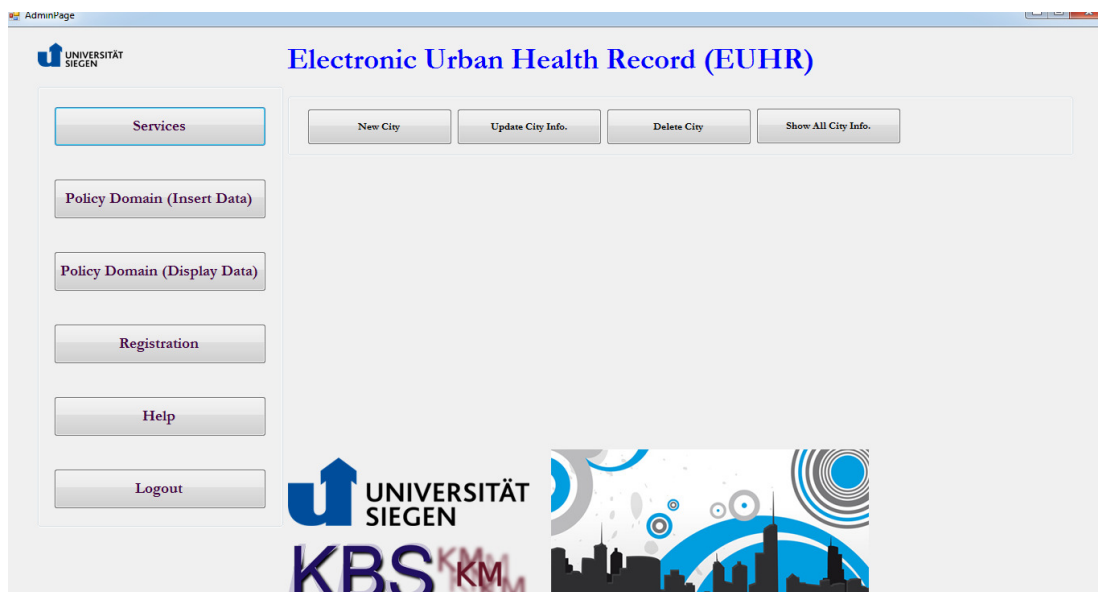 AdminPage
UNIVERSITÄT
SIEGEN
Electronic Urban Health Record (EUHR)
Services
New City
Update City Info.
Delete City
Show All City Info.
Policy Domain (Insert Data)
Policy Domain (Display Data)
Registration
Help
Logout
UNIVERSITÄT
SIEGEN
KBS KM